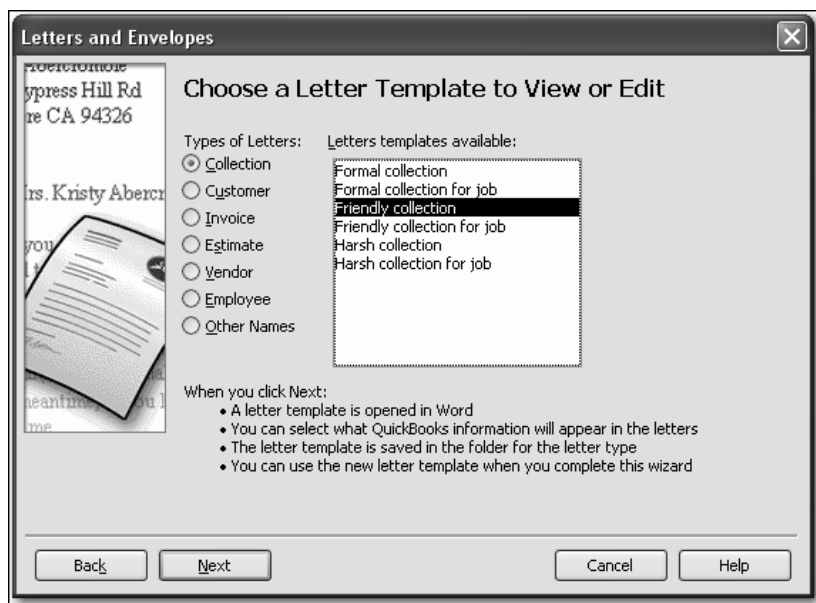 Letters and Envelopes
ypress Hill Rd
re CA 94326
rs. Kristy Abercr
you
Choose a Letter Template to View or Edit
Types of Letters:
Collection
Customer
Invoice
Estimate
Vendor
Employee
Other Names
Letters templates available:
Formal collection
Formal collection for job
Friendly collection
Friendly collection for job
Harsh collection
Harsh collection for job
When you click Next:
• A letter template is opened in Word
• You can select what QuickBooks information will appear in the letters
• The letter template is saved in the folder for the letter type
• You can use the new letter template when you complete this wizard
Back
Next
Cancel
Help